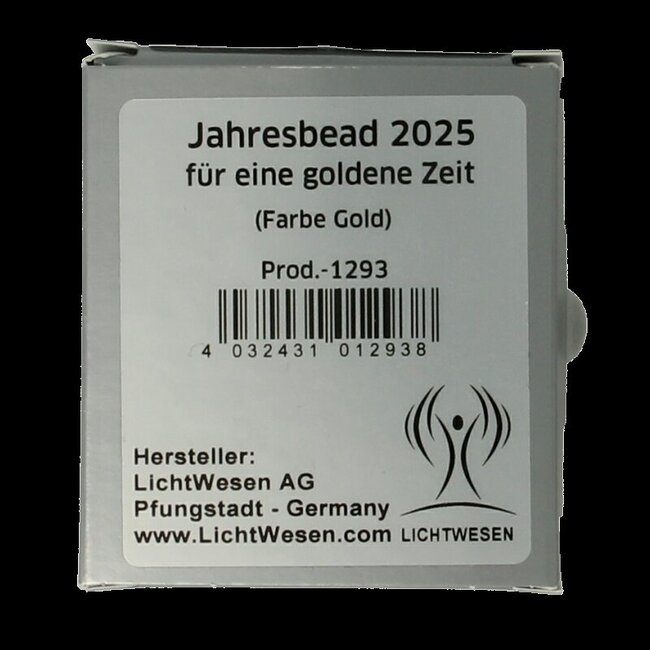 Jahresbead 2025
für eine goldene Zeit
(Farbe Gold)
Prod.-1293
4 032431 012938
Hersteller:
LichtWesen AG
Pfungstadt - Germany
www.LichtWesen.com
LICHTWESEN